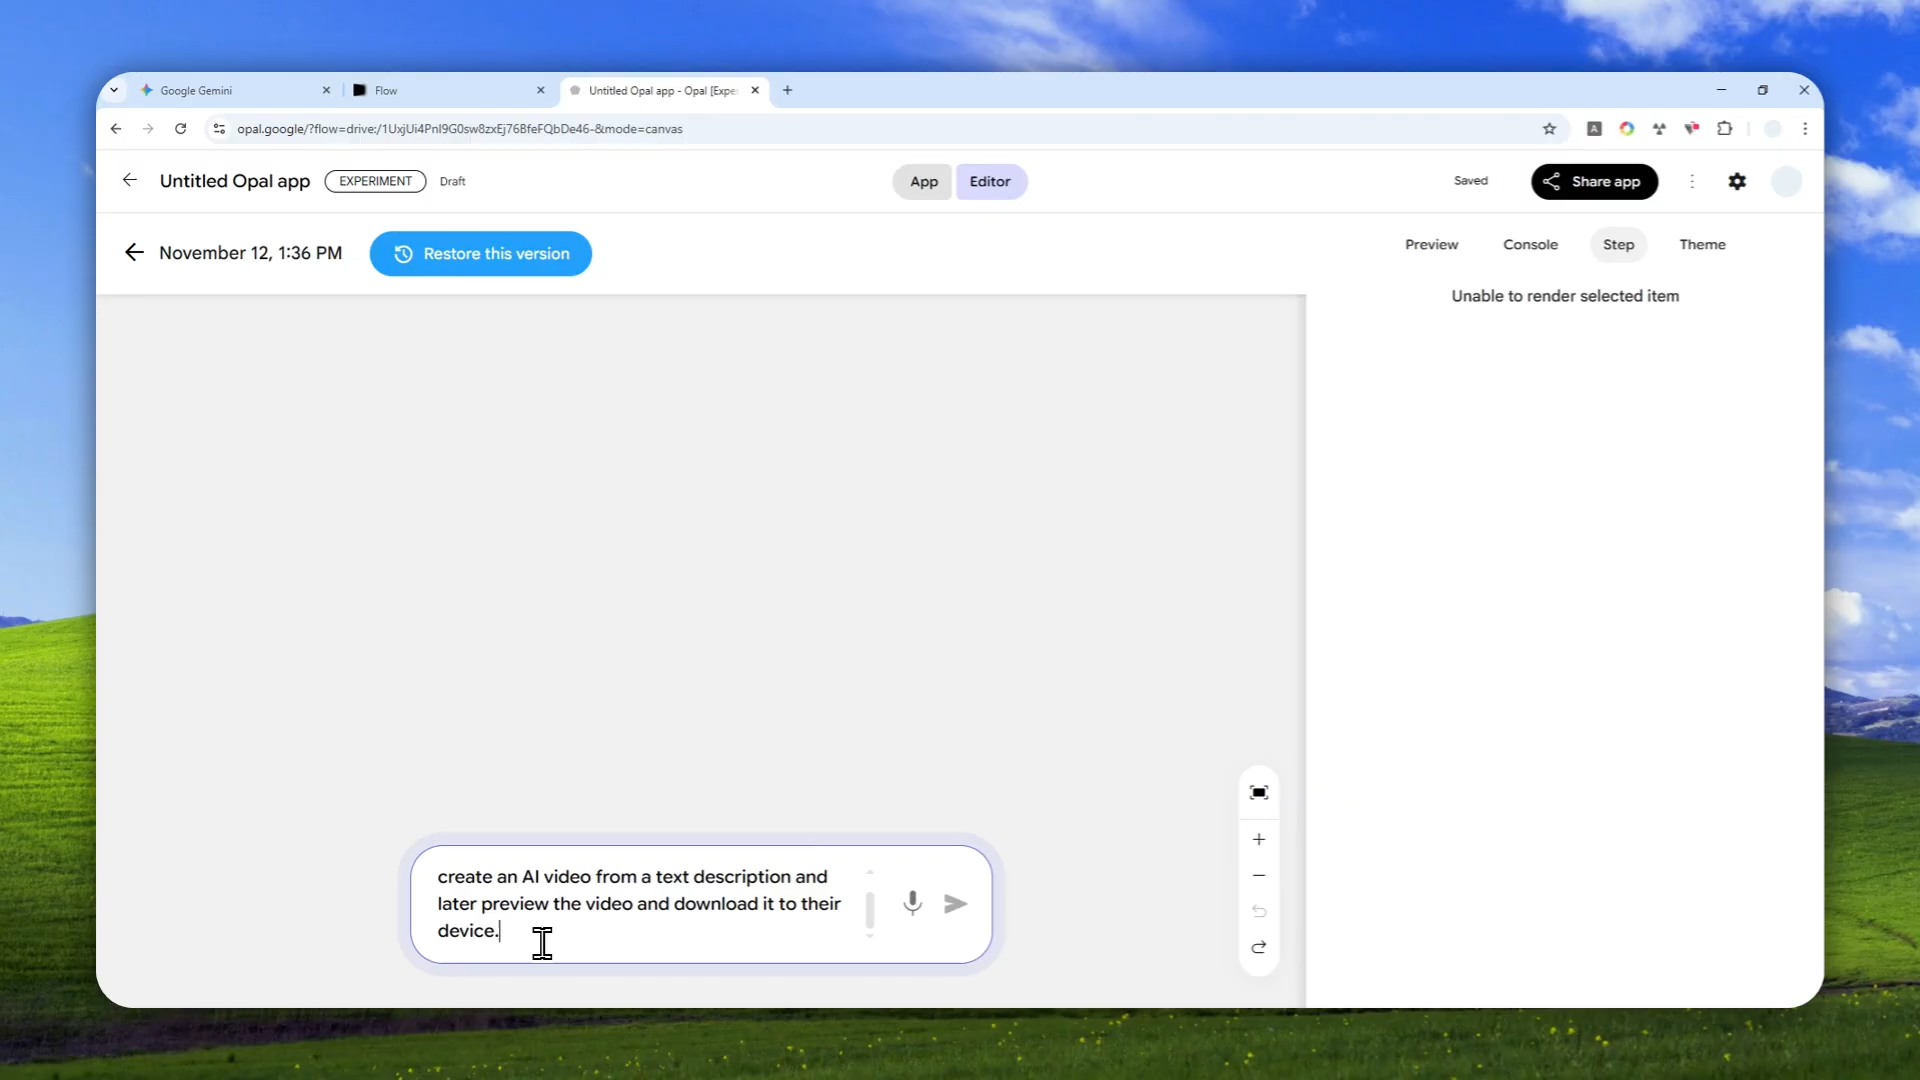 Google Gemini
Flow
Untitled Opal app - Opal [Expe
opal.google/?flow=drive:/1UxjUi4PnI9G0sw8zxEj76BfeFQbDe46-&mode=canvas
A
Untitled Opal app
EXPERIMENT
Draft
App
Editor
Saved
Share app
November 12, 1:36 PM
Restore this version
Preview
Console
Step
Theme
Unable to render selected item
create an AI video from a text description and
later preview the video and download it to their
device.